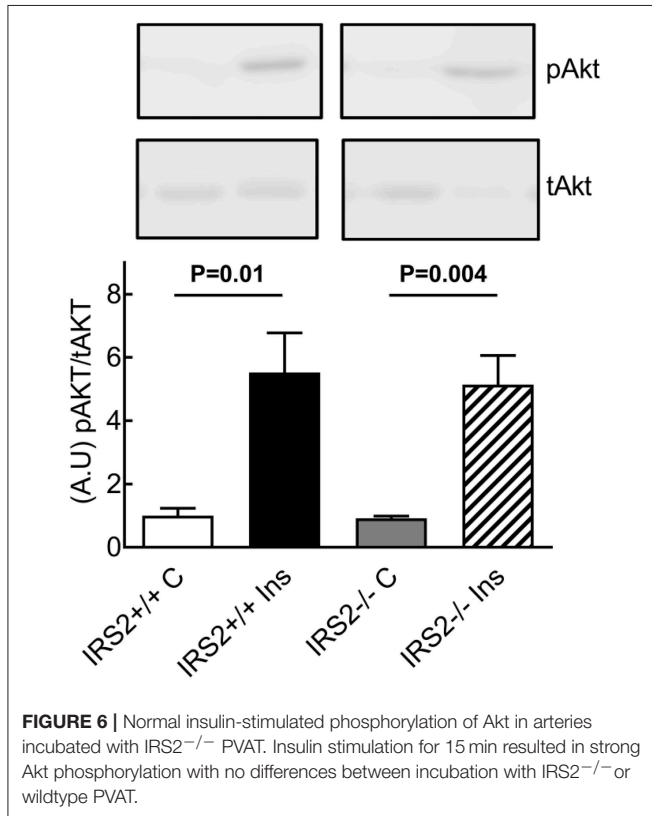 pAkt
tAkt
P=0.01
P=0.004
8
6
4
2
0
(A.U) pAKT/tAKT
IRS2+/+ C
IRS2+/+ Ins
IRS2-/- C
IRS2-/- Ins
FIGURE 6 | Normal insulin-stimulated phosphorylation of Akt in arteries
incubated with IRS2−/− PVAT. Insulin stimulation for 15 min resulted in strong
Akt phosphorylation with no differences between incubation with IRS2−/− or
wildtype PVAT.